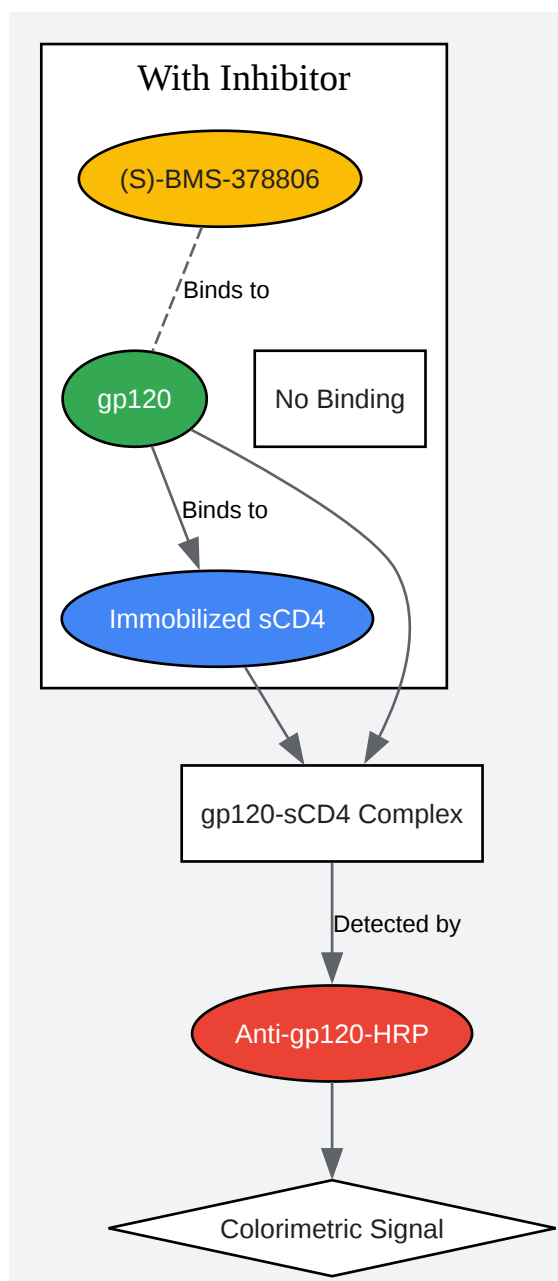 With Inhibitor
(S)-BMS-378806
Binds to
gp120
No Binding
Binds to
Immobilized sCD4
gp120-sCD4 Complex
Detected by
Anti-gp120-HRP
Colorimetric Signal